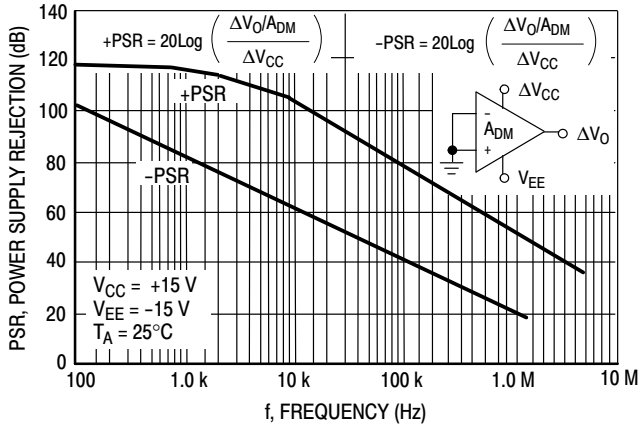 140
120
100
80
60
40
20
0
PSR, POWER SUPPLY REJECTION (dB)
+PSR = 20Log ( ΔVO/ADM / ΔVCC )
−PSR = 20Log ( ΔVO/ADM / ΔVCC )
ΔVCC
−
ADM
+
ΔVO
VEE
+PSR
−PSR
VCC = +15 V
VEE = −15 V
TA = 25°C
100
1.0 k
10 k
100 k
1.0 M
10 M
f, FREQUENCY (Hz)